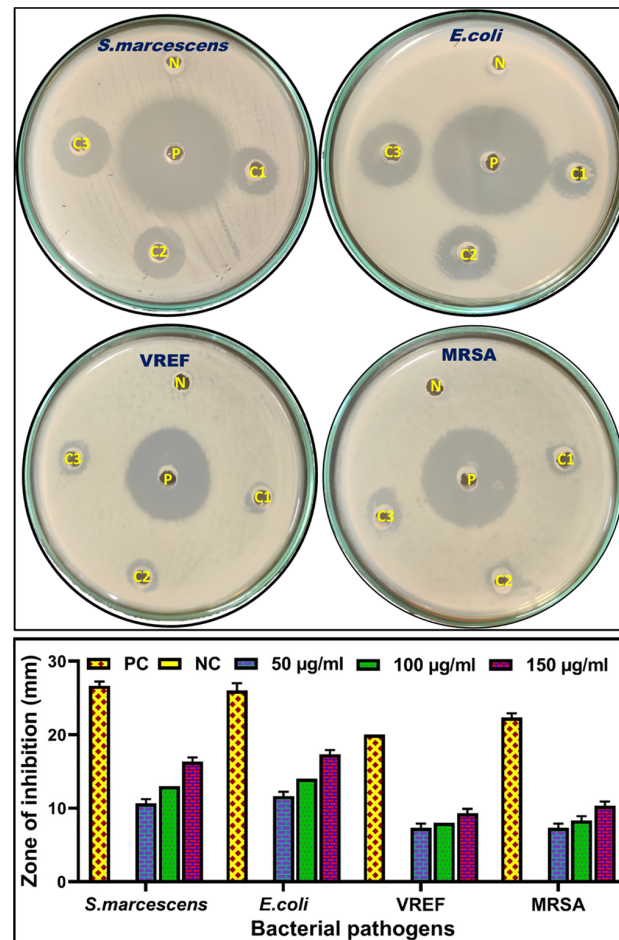 S.marcescens
N
C3
P
C1
C2
E.coli
N
C3
P
C1
C2
VREF
N
C3
P
C1
C2
MRSA
N
C1
P
C3
C2
PC NC 50 µg/ml 100 µg/ml 150 µg/ml
Zone of inhibition (mm)
30
20
10
0
S.marcescens E.coli VREF MRSA
Bacterial pathogens